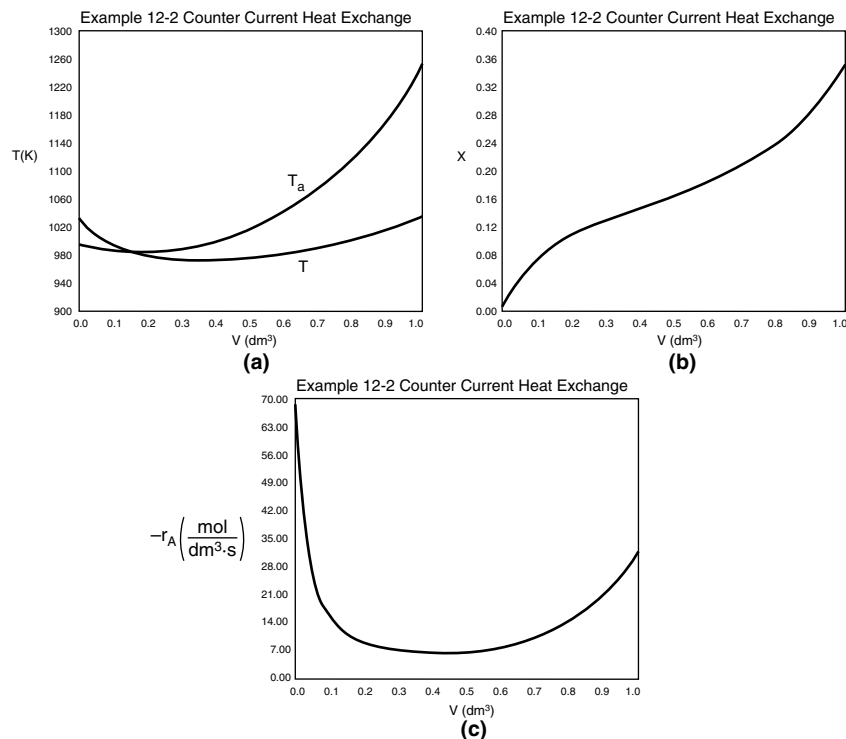 Example 12-2 Counter Current Heat Exchange
1300
1260
1220
1180
1140
1100
1060
1020
980
940
900
T(K)
Ta
T
0.0 0.1 0.2 0.3 0.4 0.5 0.6 0.7 0.8 0.9 1.0
V (dm³)
(a)
Example 12-2 Counter Current Heat Exchange
0.40
0.36
0.32
0.28
0.24
0.20
0.16
0.12
0.08
0.04
0.00
X
0.0 0.1 0.2 0.3 0.4 0.5 0.6 0.7 0.8 0.9 1.0
V (dm³)
(b)
Example 12-2 Counter Current Heat Exchange
70.00
63.00
56.00
49.00
42.00
35.00
28.00
21.00
14.00
7.00
0.00
–rA (mol
dm³·s)
0.0 0.1 0.2 0.3 0.4 0.5 0.6 0.7 0.8 0.9 1.0
V (dm³)
(c)